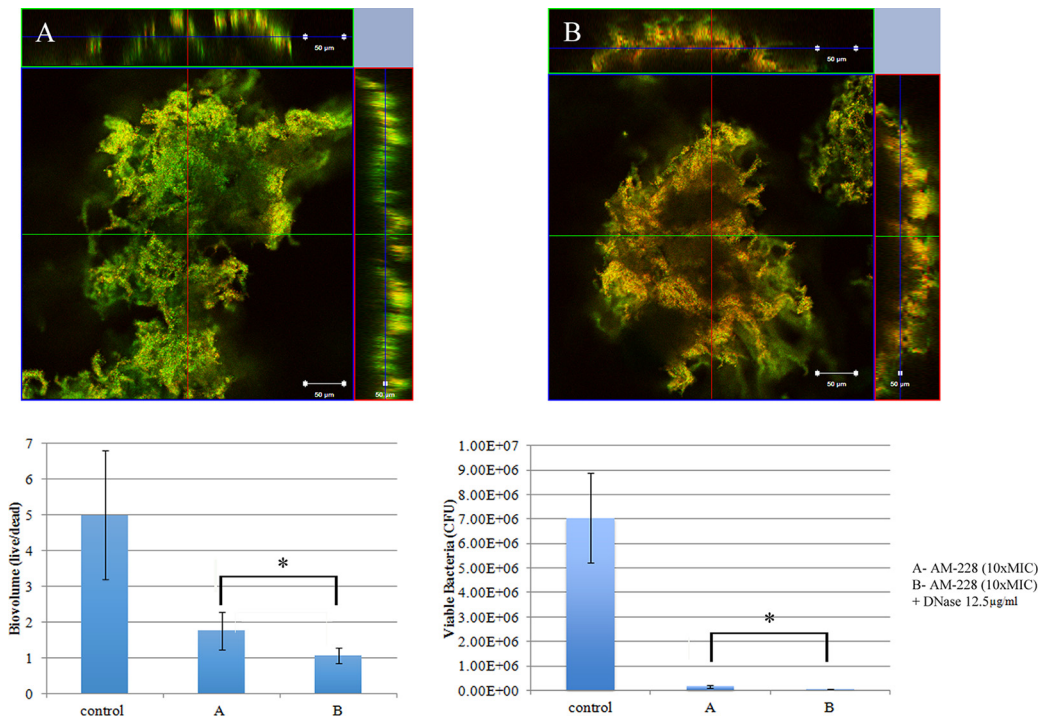 A
50 µm
50 µm
50 µm
B
50 µm
50 µm
50 µm
Biovolume (live/dead)
7
6
5
4
3
2
1
0
control
A
B
*
Viable Bacteria (CFU)
1.00E+07
9.00E+06
8.00E+06
7.00E+06
6.00E+06
5.00E+06
4.00E+06
3.00E+06
2.00E+06
1.00E+06
0.00E+00
control
A
B
*
A- AM-228 (10xMIC)
B- AM-228 (10xMIC)
+ DNase 12.5µg/ml